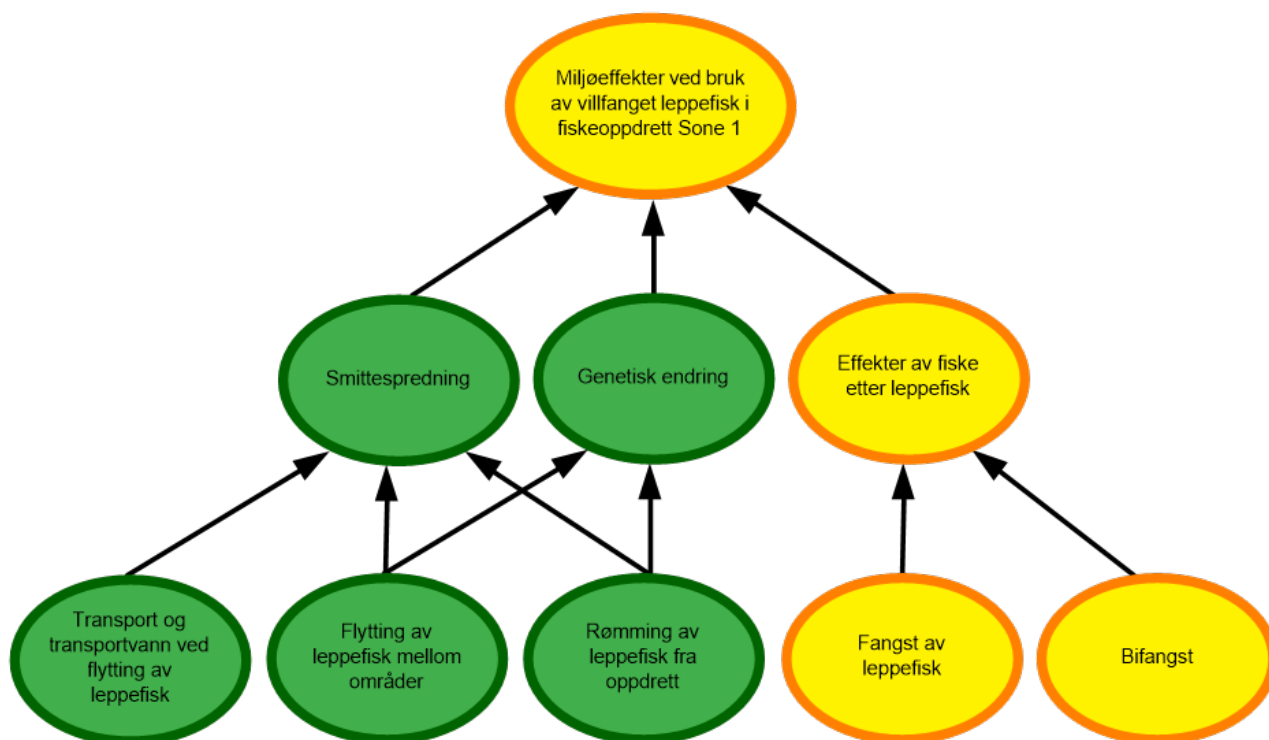 Miljøeffekter ved bruk
av villfanget leppefisk i
fiskeoppdrett Sone 1
Smittespredning
Genetisk endring
Effekter av fiske
etter leppefisk
Transport og
transportvann ved
flytting av
leppefisk
Flytting av
leppefisk mellom
områder
Rømming av
leppefisk fra
oppdrett
Fangst av
leppefisk
Bifangst